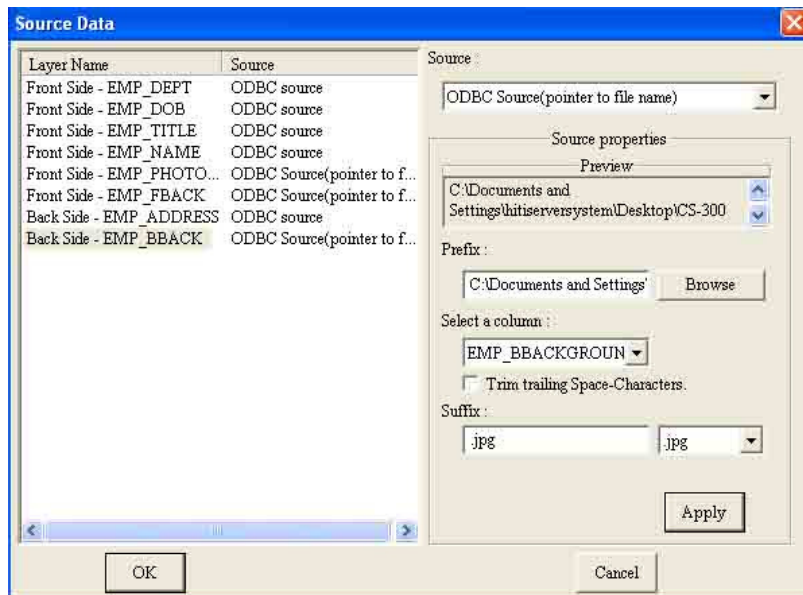 Source Data
Layer Name Source
Front Side - EMP_DEPT ODBC source
Front Side - EMP_DOB ODBC source
Front Side - EMP_TITLE ODBC source
Front Side - EMP_NAME ODBC source
Front Side - EMP_PHOTO... ODBC Source(pointer to f...
Front Side - EMP_FBACK ODBC Source(pointer to f...
Back Side - EMP_ADDRESS ODBC source
Back Side - EMP_BBACK ODBC Source(pointer to f...
OK
Source :
ODBC Source(pointer to file name)
Source properties
Preview
C:\Documents and
Settings\hitiserversystem\Desktop\CS-300
Prefix :
C:\Documents and Settings\
Browse
Select a column :
EMP_BBACKGROUN
Trim trailing Space-Characters.
Suffix :
.jpg .jpg
Apply
Cancel